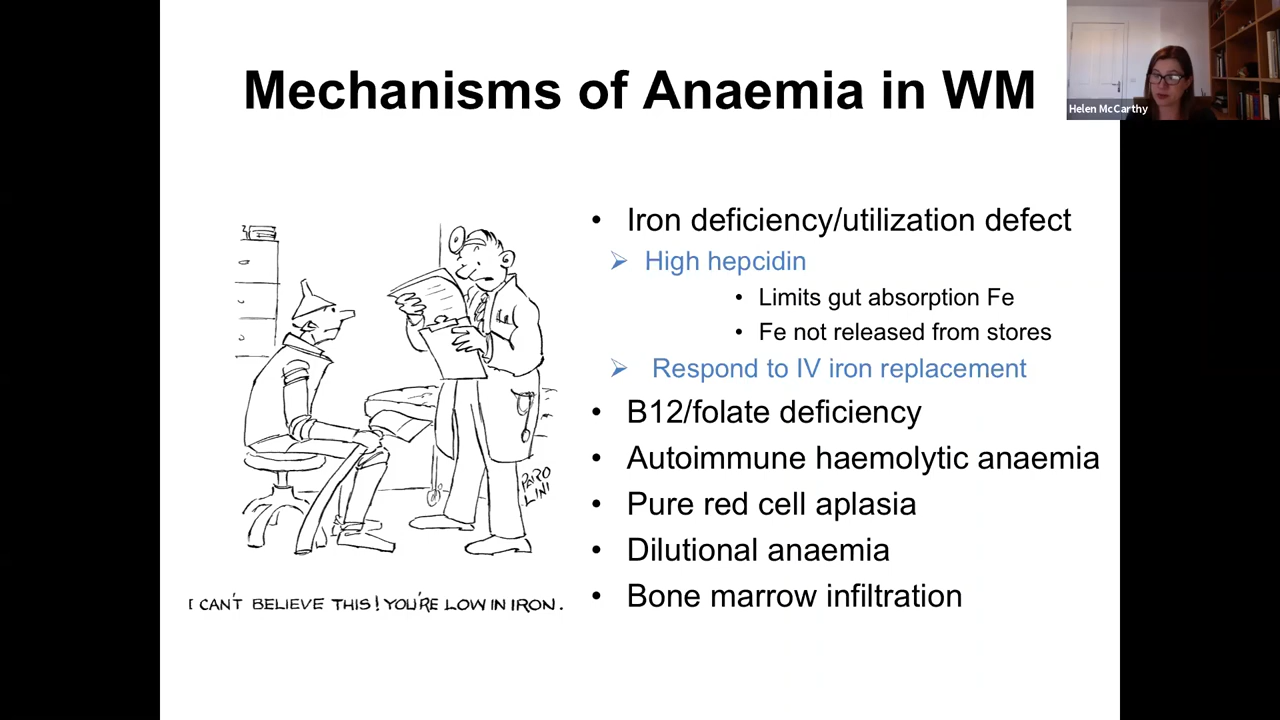 Mechanisms of Anaemia in WM
Helen McCarthy
Iron deficiency/utilization defect
High hepcidin
Limits gut absorption Fe
Fe not released from stores
Respond to IV iron replacement
B12/folate deficiency
Autoimmune haemolytic anaemia
Pure red cell aplasia
Dilutional anaemia
Bone marrow infiltration
PARO
LINI
I CAN'T BELIEVE THIS! YOU'RE LOW IN IRON.